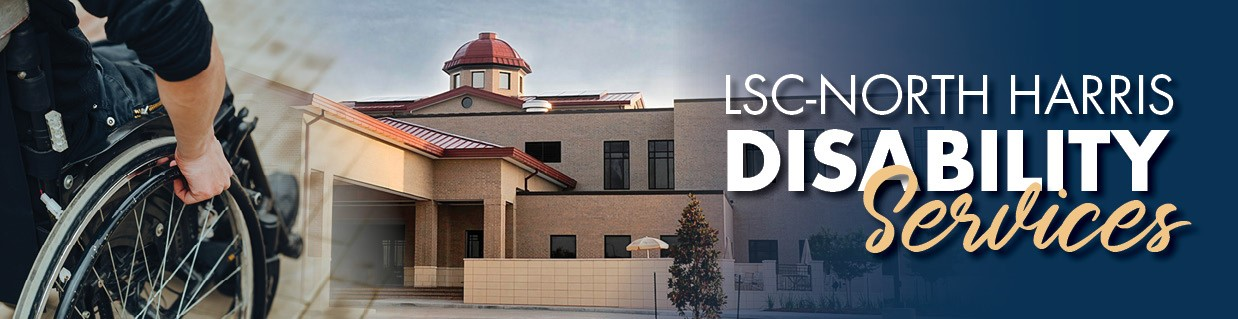 LSC-NORTH HARRIS
DISABILITY
Services